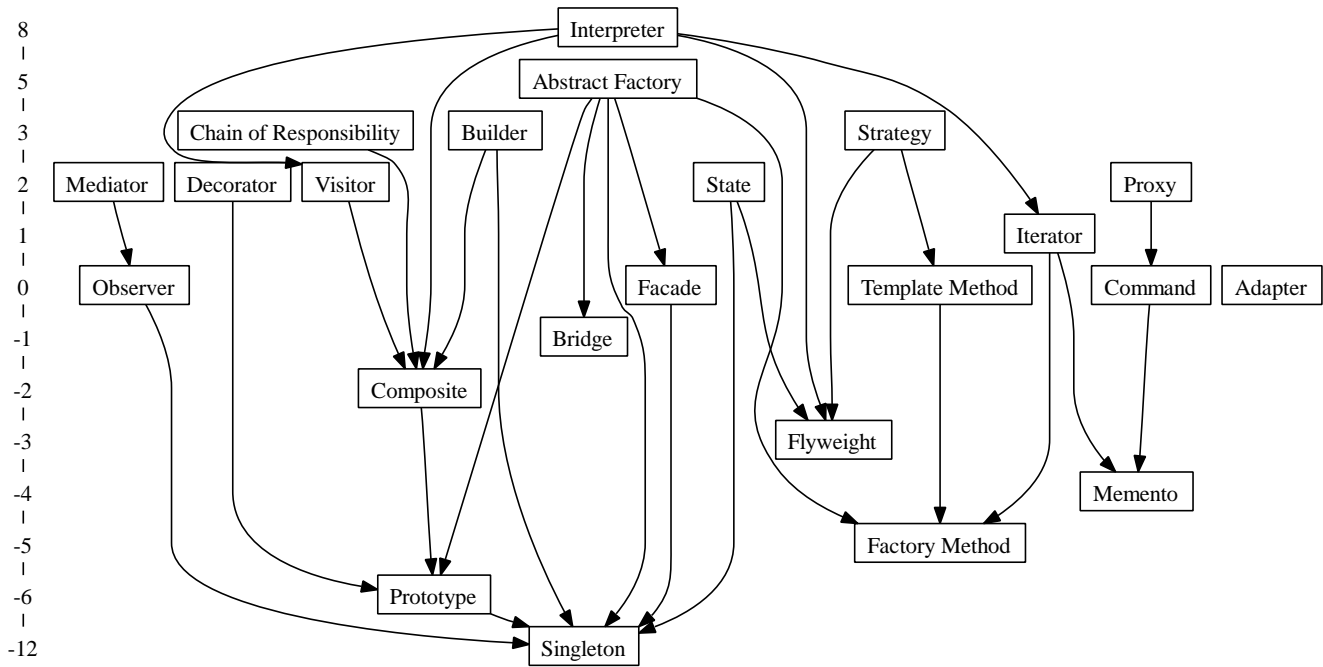 8
Interpreter
5
Abstract Factory
3
Chain of Responsibility
Builder
Strategy
2
Mediator
Decorator
Visitor
State
Proxy
1
Iterator
0
Observer
Facade
Template Method
Command
Adapter
-1
Bridge
-2
Composite
-3
Flyweight
-4
Memento
-5
Factory Method
-6
Prototype
-12
Singleton